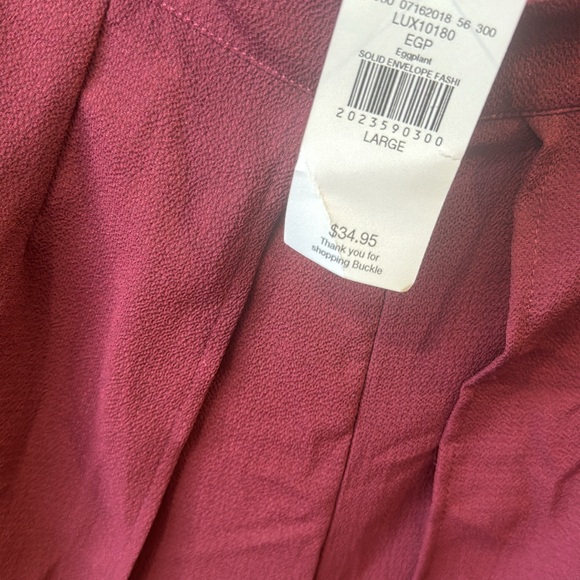 07162018 56 300
LUX10180
EGP
Eggplant
SOLID ENVELOPE FASHI
2023590300
LARGE
$34.95
Thank you for
shopping Buckle